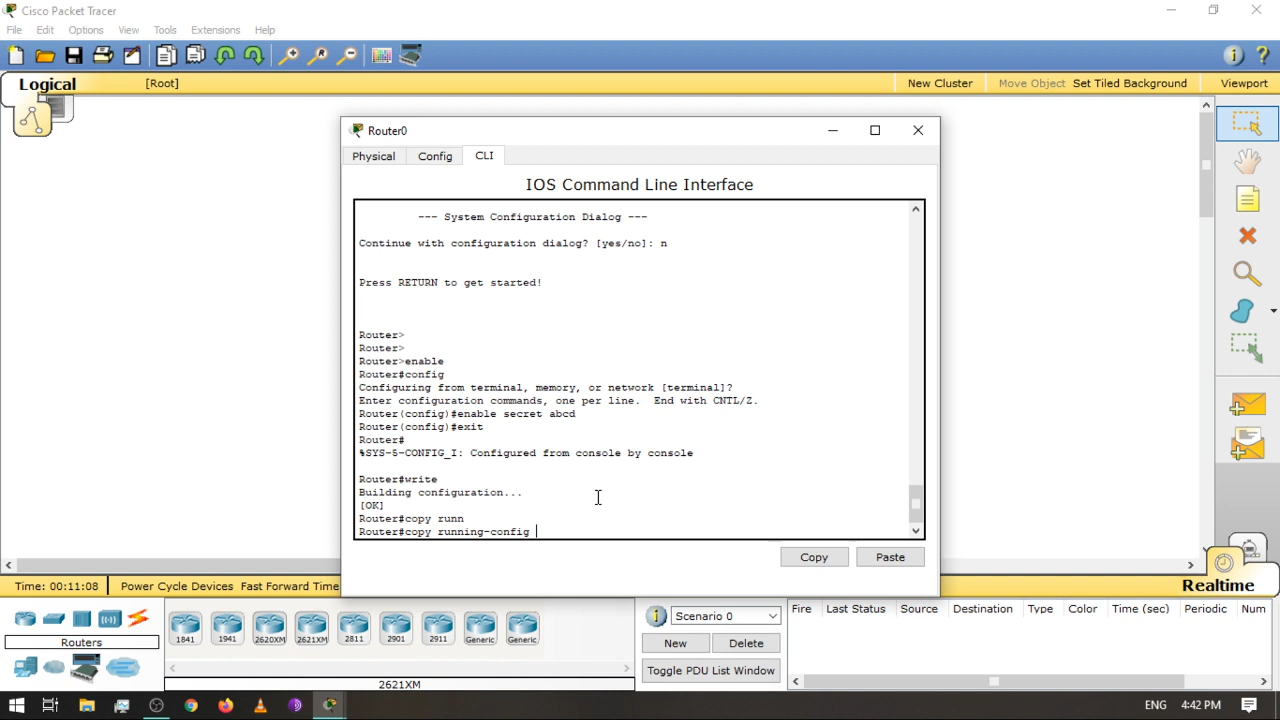 Cisco Packet Tracer
File Edit Options View Tools Extensions Help
Logical [Root] New Cluster Move Object Set Tiled Background Viewport
Router0
Physical Config CLI
IOS Command Line Interface
--- System Configuration Dialog ---
Continue with configuration dialog? [yes/no]: n
Press RETURN to get started!
Router>
Router>
Router>enable
Router#config
Configuring from terminal, memory, or network [terminal]?
Enter configuration commands, one per line.  End with CNTL/Z.
Router(config)#enable secret abcd
Router(config)#exit
Router#
%SYS-5-CONFIG_I: Configured from console by console
Router#write
Building configuration...
[OK]
Router#copy runn
Router#copy running-config
Copy Paste
Time: 00:11:08 Power Cycle Devices Fast Forward Time Realtime
Routers
1841 1941 2620XM 2621XM 2811 2901 2911 Generic Generic
2621XM
Scenario 0
New Delete
Toggle PDU List Window
Fire Last Status Source Destination Type Color Time (sec) Periodic Num
ENG 4:42 PM